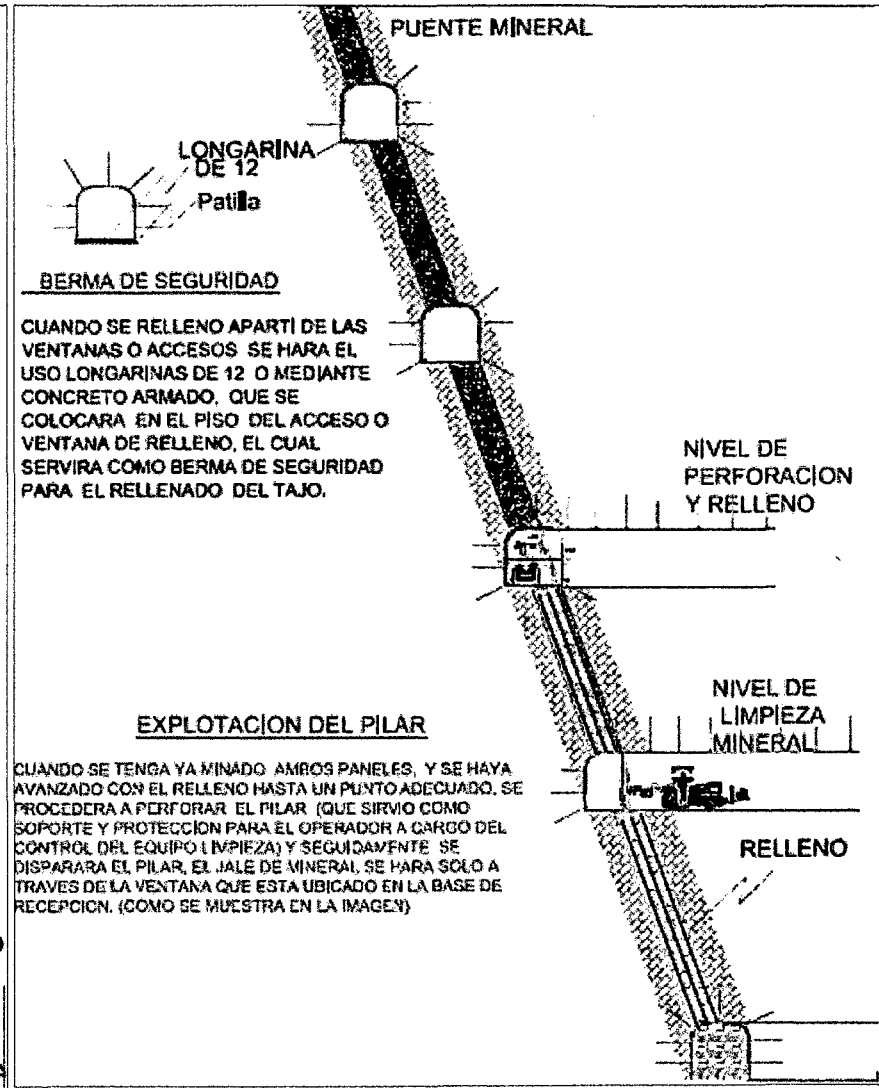 PUENTE MINERAL
LONGARINA
DE 12
Patilla
BERMA DE SEGURIDAD
CUANDO SE RELLENO APARTI DE LAS
VENTANAS O ACCESOS SE HARA EL
USO LONGARINAS DE 12 O MEDIANTE
CONCRETO ARMADO, QUE SE
COLOCARA EN EL PISO DEL ACCESO O
VENTANA DE RELLENO, EL CUAL
SERVIRA COMO BERMA DE SEGURIDAD
PARA EL RELLENADO DEL TAJO.
NIVEL DE
PERFORACION
Y RELLENO
NIVEL DE
LIMPIEZA
MINERAL
EXPLOTACION DEL PILAR
CUANDO SE TENGA YA MINADO AMBOS PANELES, Y SE HAYA
AVANZADO CON EL RELLENO HASTA UN PUNTO ADECUADO, SE
PROCEDERA A PERFORAR EL PILAR (QUE SIRVIO COMO
SOPORTE Y PROTECCION PARA EL OPERADOR A CARGO DEL
CONTROL DEL EQUIPO LIMPIEZA) Y SEGUIDAMENTE SE
DISPARARA EL PILAR, EL JALE DE MINERAL SE HARA SOLO A
TRAVES DE LA VENTANA QUE ESTA UBICADO EN LA BASE DE
RECEPCION. (COMO SE MUESTRA EN LA IMAGEN)
RELLENO